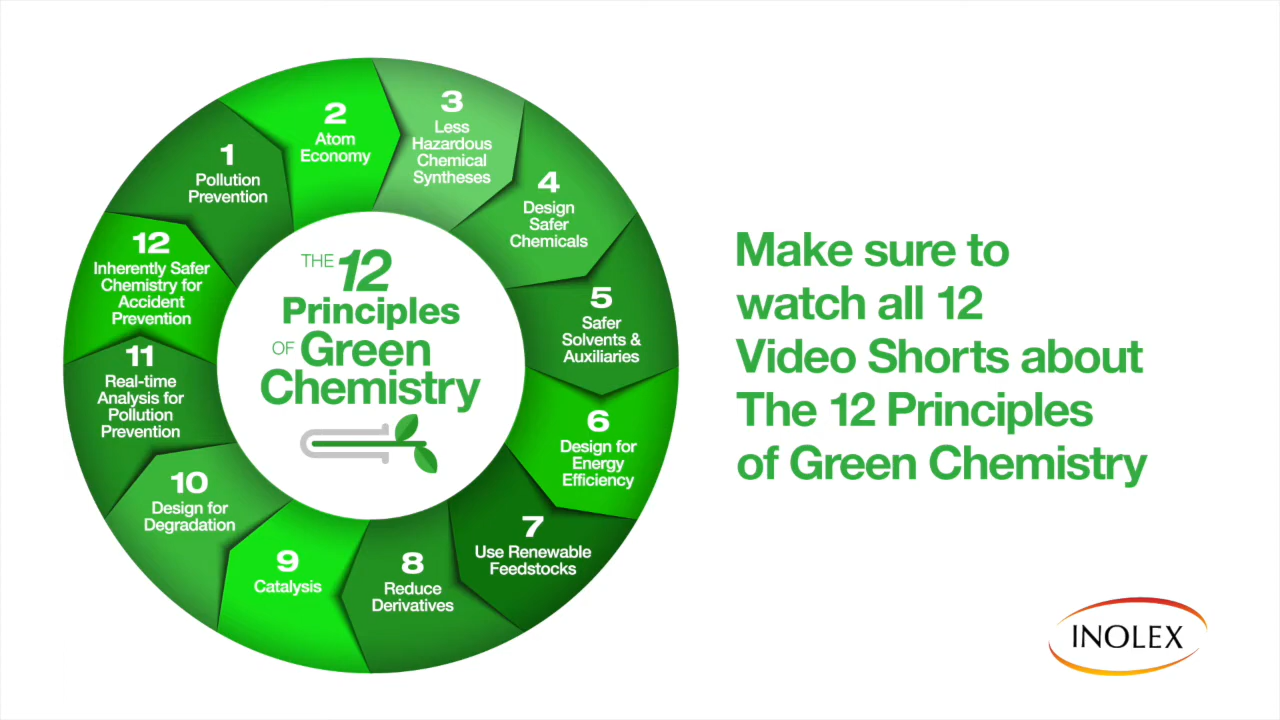 1
Pollution
Prevention
2
Atom
Economy
3
Less
Hazardous
Chemical
Syntheses
4
Design
Safer
Chemicals
5
Safer
Solvents &
Auxiliaries
6
Design for
Energy
Efficiency
7
Use Renewable
Feedstocks
8
Reduce
Derivatives
9
Catalysis
10
Design for
Degradation
11
Real-time
Analysis for
Pollution
Prevention
12
Inherently Safer
Chemistry for
Accident
Prevention
THE 12
Principles
OF Green
Chemistry
Make sure to
watch all 12
Video Shorts about
The 12 Principles
of Green Chemistry
INOLEX